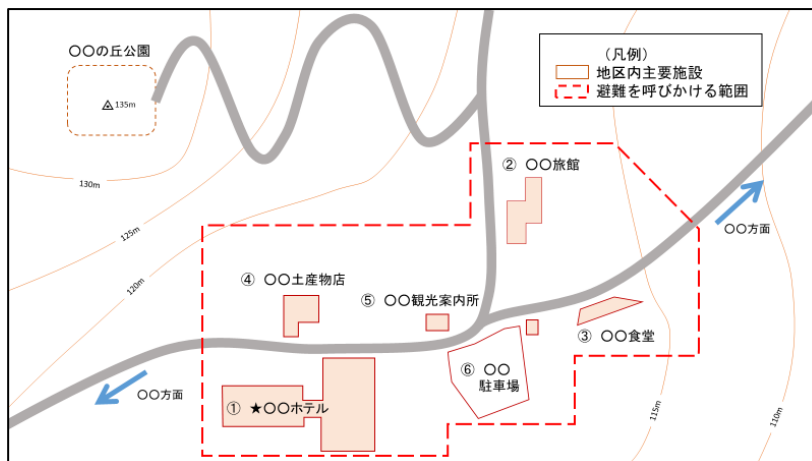 〇〇の丘公園
135m
（凡例）
地区内主要施設
避難を呼びかける範囲
130m
125m
120m
② 〇〇旅館
〇〇方面
④ 〇〇土産物店
⑤ 〇〇観光案内所
③ 〇〇食堂
⑥ 〇〇
駐車場
〇〇方面
① ★〇〇ホテル
115m
110m